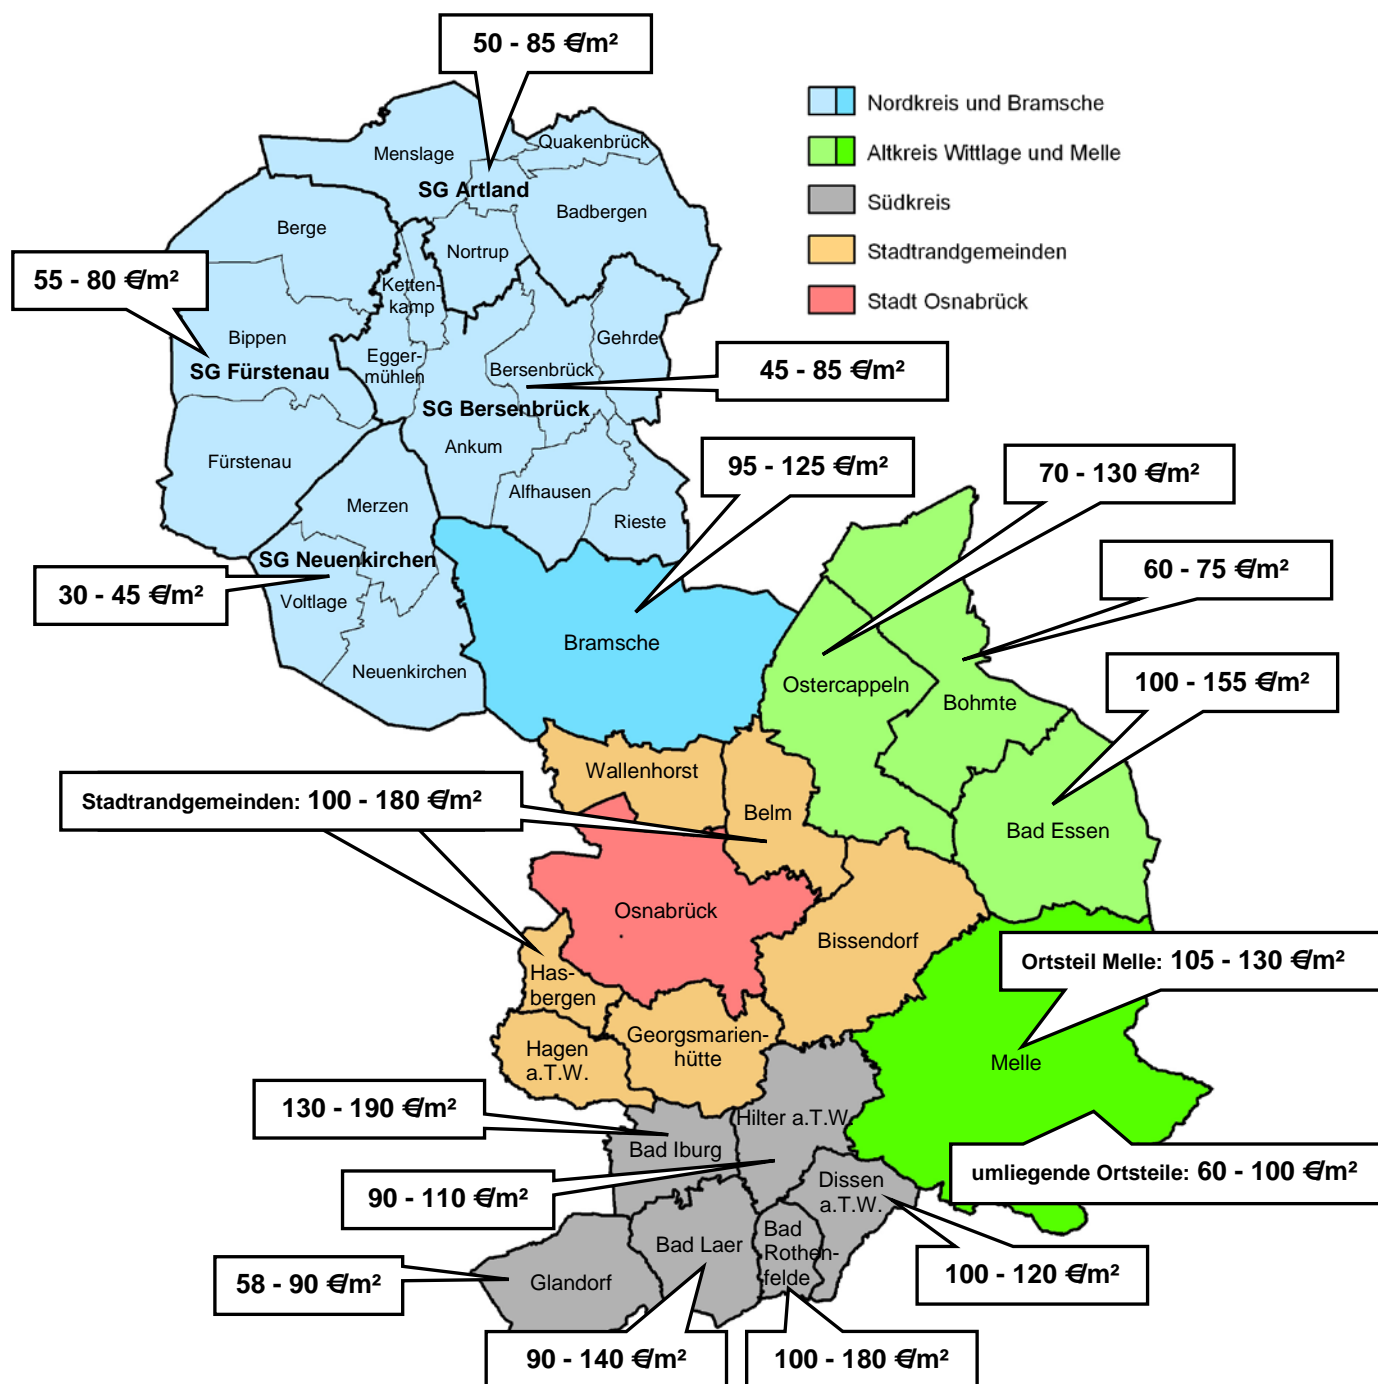 50 - 85 €/m²
Nordkreis und Bramsche
Altkreis Wittlage und Melle
Südkreis
Stadtrandgemeinden
Stadt Osnabrück
Menslage
Quakenbrück
SG Artland
Badbergen
Berge
Nortrup
55 - 80 €/m²
Ketten-
kamp
Bippen
SG Fürstenau
Egger-
mühlen
Gehrde
Bersenbrück
45 - 85 €/m²
SG Bersenbrück
Ankum
Fürstenau
95 - 125 €/m²
70 - 130 €/m²
Alfhausen
Merzen
Rieste
SG Neuenkirchen
60 - 75 €/m²
30 - 45 €/m²
Voltlage
Bramsche
Neuenkirchen
Ostercappeln
Bohmte
100 - 155 €/m²
Wallenhorst
Stadtrandgemeinden: 100 - 180 €/m²
Belm
Bad Essen
Osnabrück
Bissendorf
Ortsteil Melle: 105 - 130 €/m²
Has-
bergen
Georgsmarien-
hütte
Hagen
a.T.W.
Melle
130 - 190 €/m²
Hilter a.T.W.
Bad Iburg
umliegende Ortsteile: 60 - 100 €/m²
90 - 110 €/m²
Dissen
a.T.W.
Bad Laer
Bad
Rothen-
felde
58 - 90 €/m²
Glandorf
100 - 120 €/m²
90 - 140 €/m²
100 - 180 €/m²